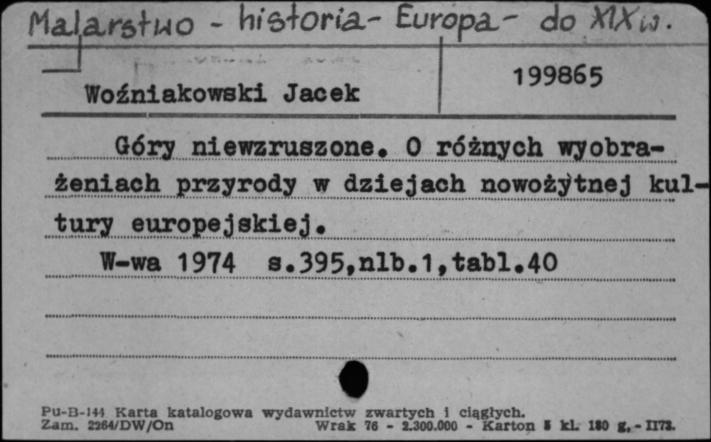 Malarstwo - historia - Europa - do XIX w.
199865
Woźniakowski Jacek
Góry niewzruszone. O różnych wyobra-
żeniach przyrody w dziejach nowożytnej kul-
tury europejskiej.
W-wa 1974 s.395,nlb.1,tabl.40
Pu-B-144 Karta katalogowa wydawnictw zwartych i ciągłych.
Zam. 2264/DW/On Wrak 76 - 2.300.000 - Karton 5 kl. 180 g. - II73.